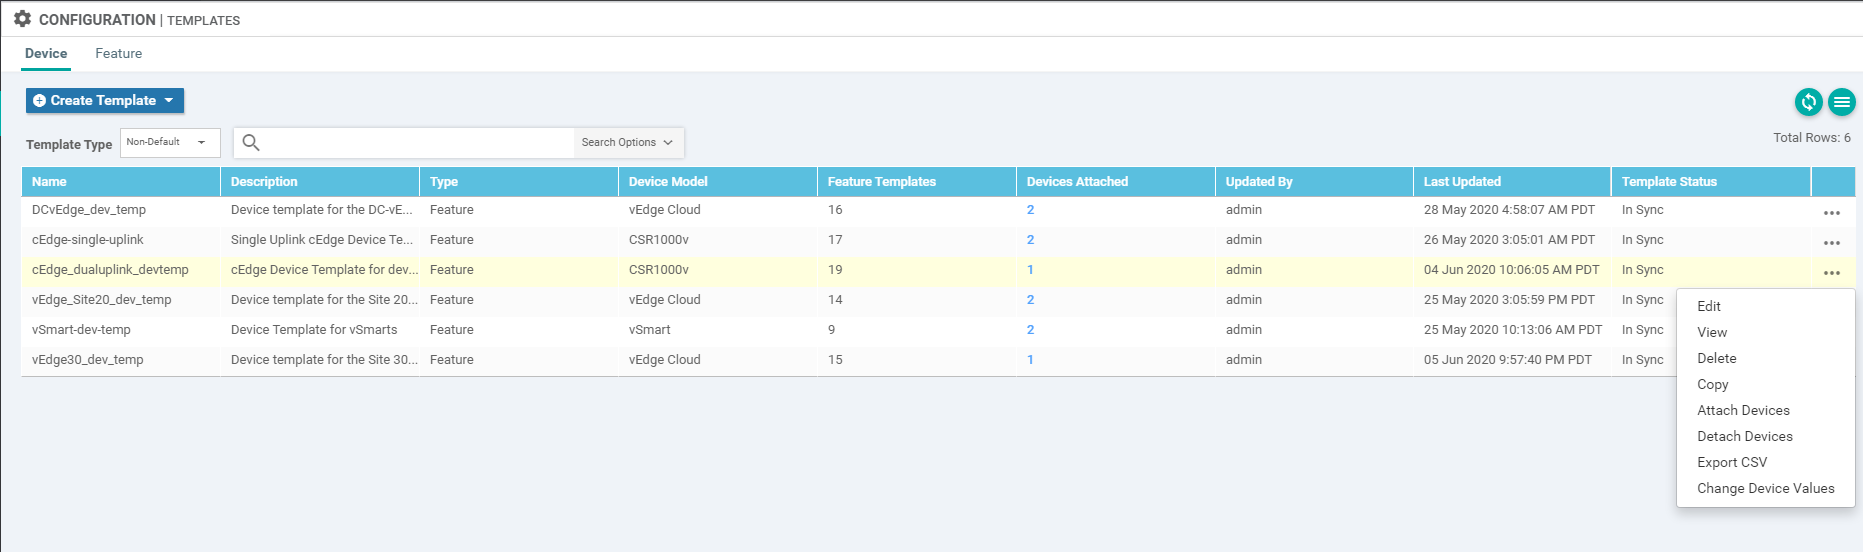 CONFIGURATION | TEMPLATES
Device Feature
Create Template
Template Type Non-Default Search Options Total Rows: 6
Name Description Type Device Model Feature Templates Devices Attached Updated By Last Updated Template Status
DCvEdge_dev_temp Device template for the DC-vE... Feature vEdge Cloud 16 2 admin 28 May 2020 4:58:07 AM PDT In Sync
cEdge-single-uplink Single Uplink cEdge Device Te... Feature CSR1000v 17 2 admin 26 May 2020 3:05:01 AM PDT In Sync
cEdge_dualuplink_devtemp cEdge Device Template for dev... Feature CSR1000v 19 1 admin 04 Jun 2020 10:06:05 AM PDT In Sync
vEdge_Site20_dev_temp Device template for the Site 20... Feature vEdge Cloud 14 2 admin 25 May 2020 3:05:59 PM PDT In Sync
vSmart-dev-temp Device Template for vSmarts Feature vSmart 9 2 admin 25 May 2020 10:13:06 AM PDT In Sync
vEdge30_dev_temp Device template for the Site 30... Feature vEdge Cloud 15 1 admin 05 Jun 2020 9:57:40 PM PDT In Sync
Edit
View
Delete
Copy
Attach Devices
Detach Devices
Export CSV
Change Device Values